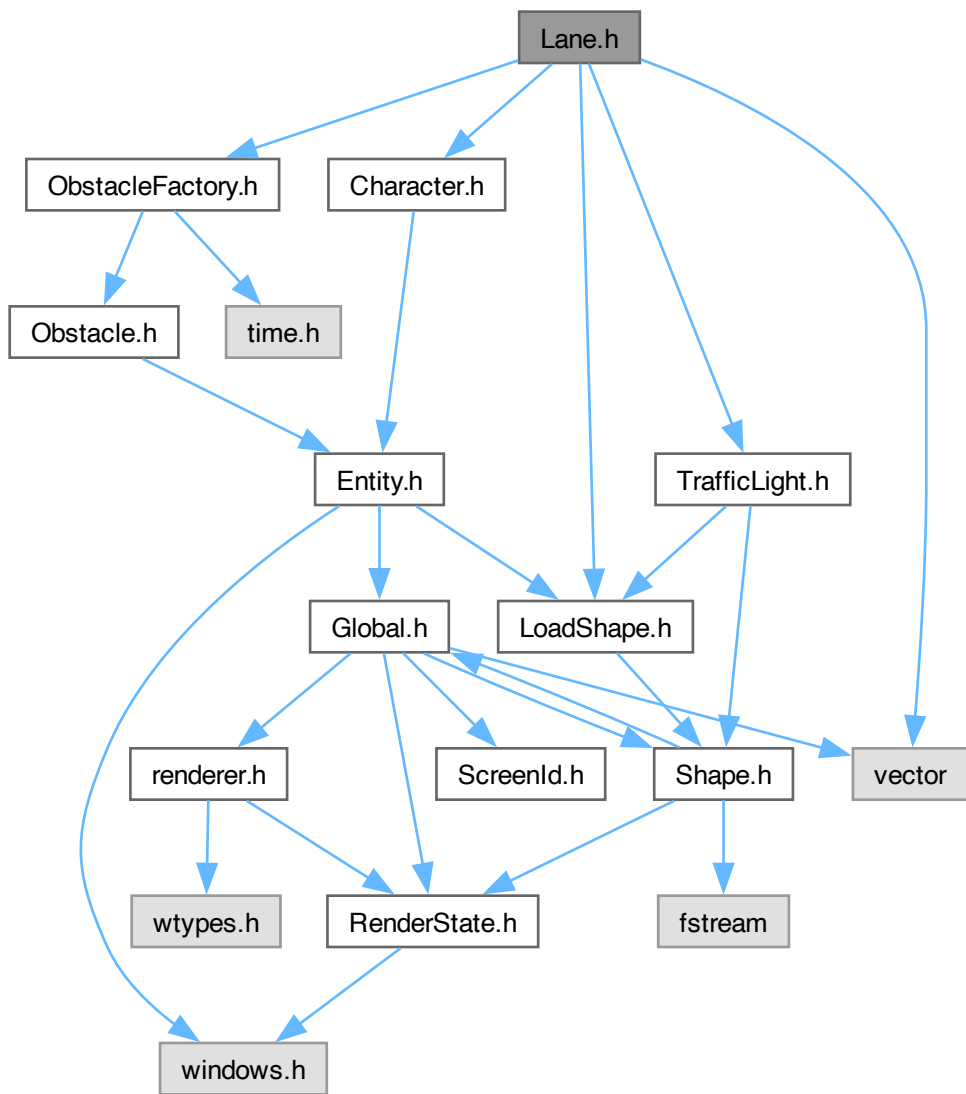 Lane.h
ObstacleFactory.h
Character.h
Obstacle.h
time.h
Entity.h
TrafficLight.h
Global.h
LoadShape.h
renderer.h
ScreenId.h
Shape.h
vector
wtypes.h
RenderState.h
fstream
windows.h